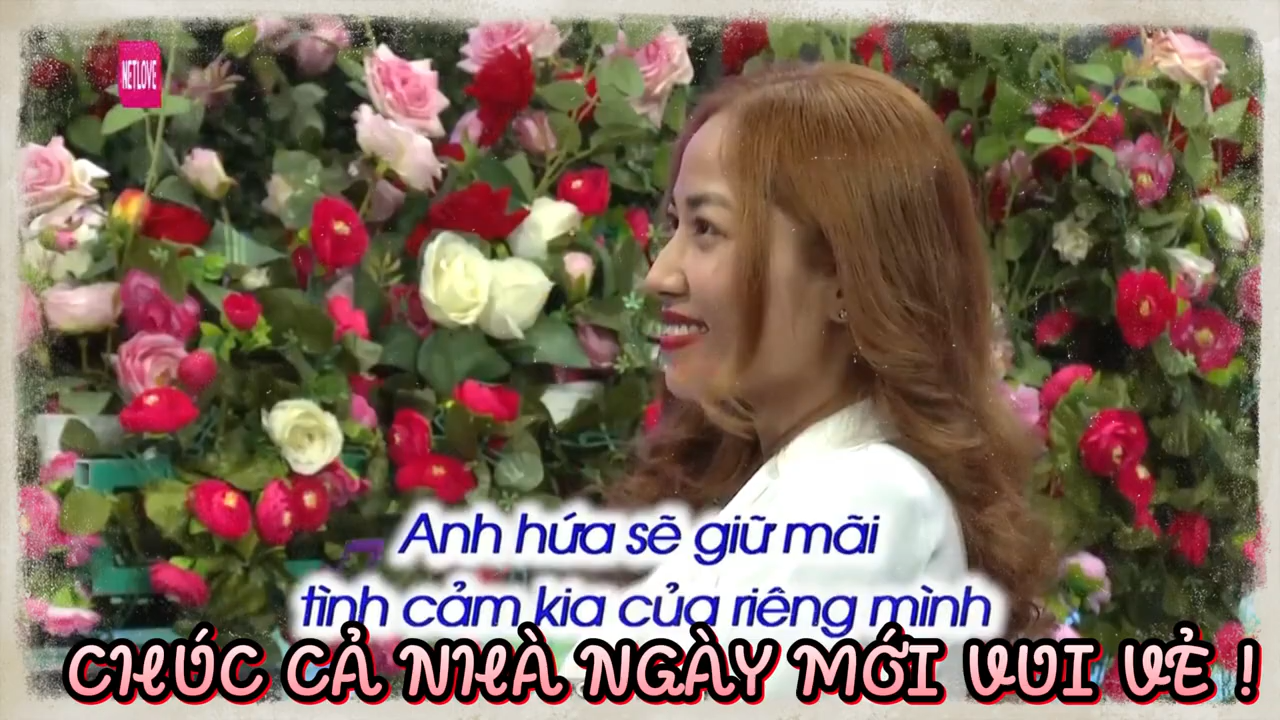 NETLOVE
Anh hứa sẽ giữ mãi
tình cảm kia của riêng mình
CHÚC CẢ NHÀ NGÀY MỚI VUI VẺ !